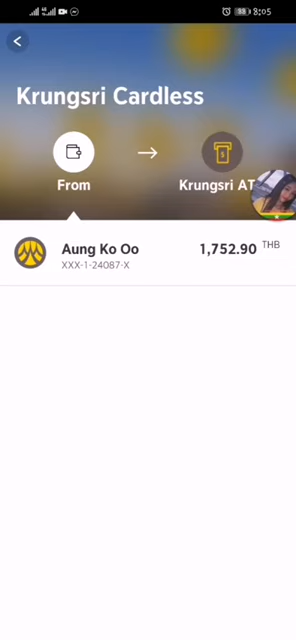 8:05
Krungsri Cardless
From
Krungsri AT
Aung Ko Oo
1,752.90 THB
XXX-1-24087-X